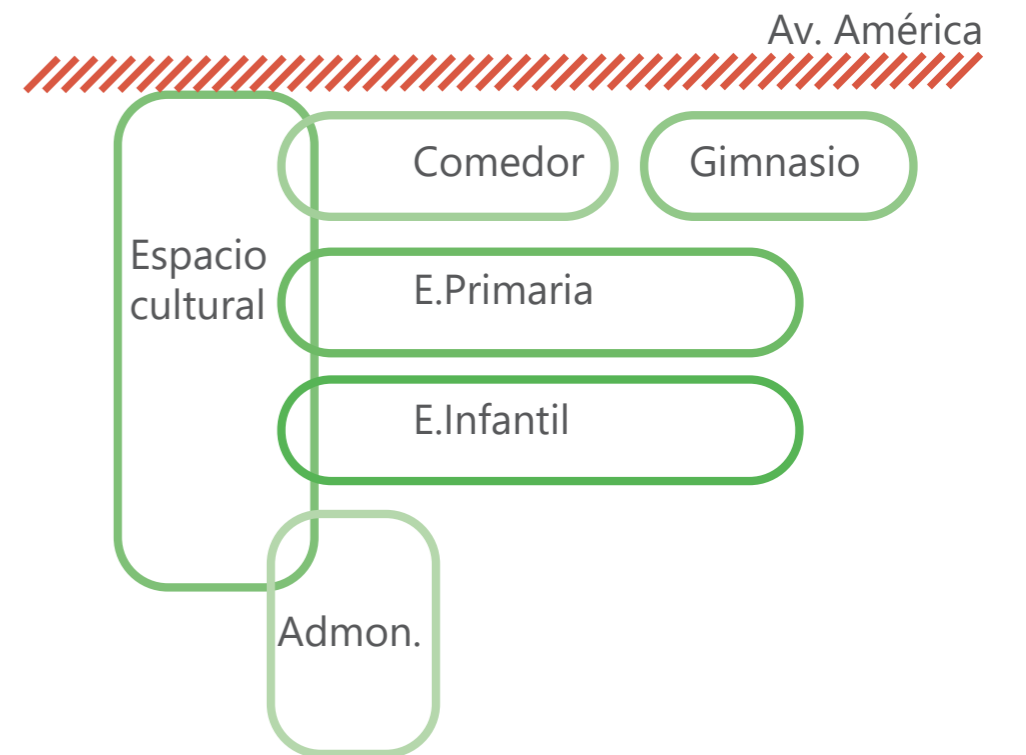 Av. América
Comedor
Gimnasio
Espacio
cultural
E.Primaria
E.Infantil
Admon.